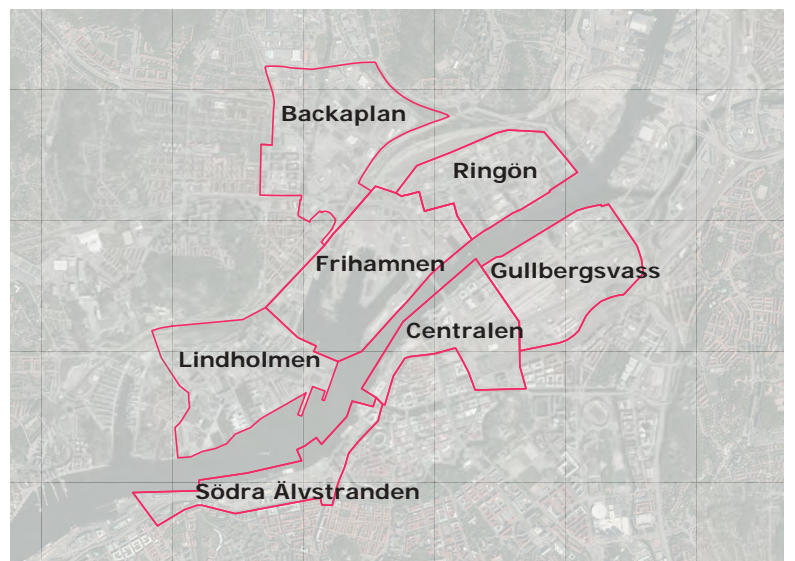 Backaplan
Ringön
Frihamnen
Gullbergsvass
Centralen
Lindholmen
Södra Älvstranden